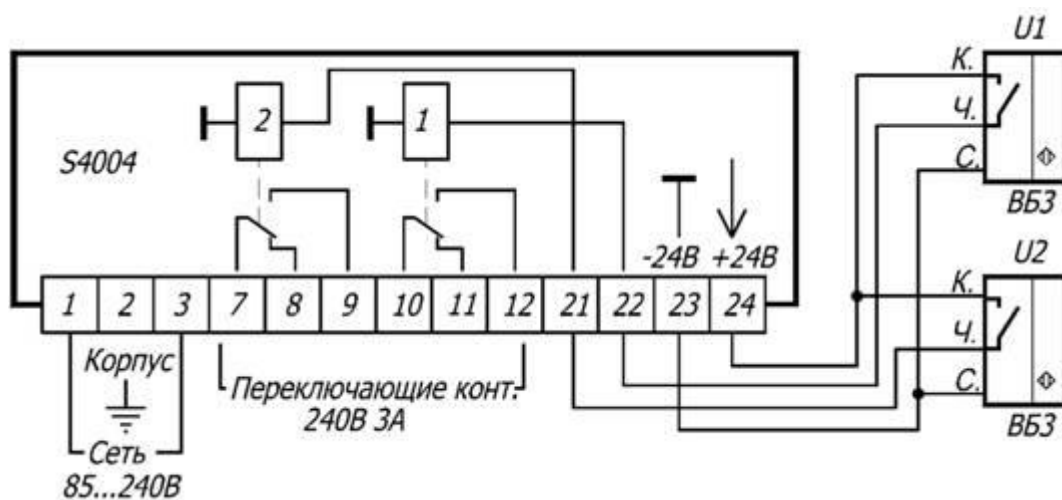 U1
К.
Ч.
С.
ВБЗ
2
1
S4004
-24В +24В
U2
К.
Ч.
С.
ВБЗ
1 2 3 7 8 9 10 11 12 21 22 23 24
Корпус
Переключающие конт.
240В 3А
Сеть
85...240В